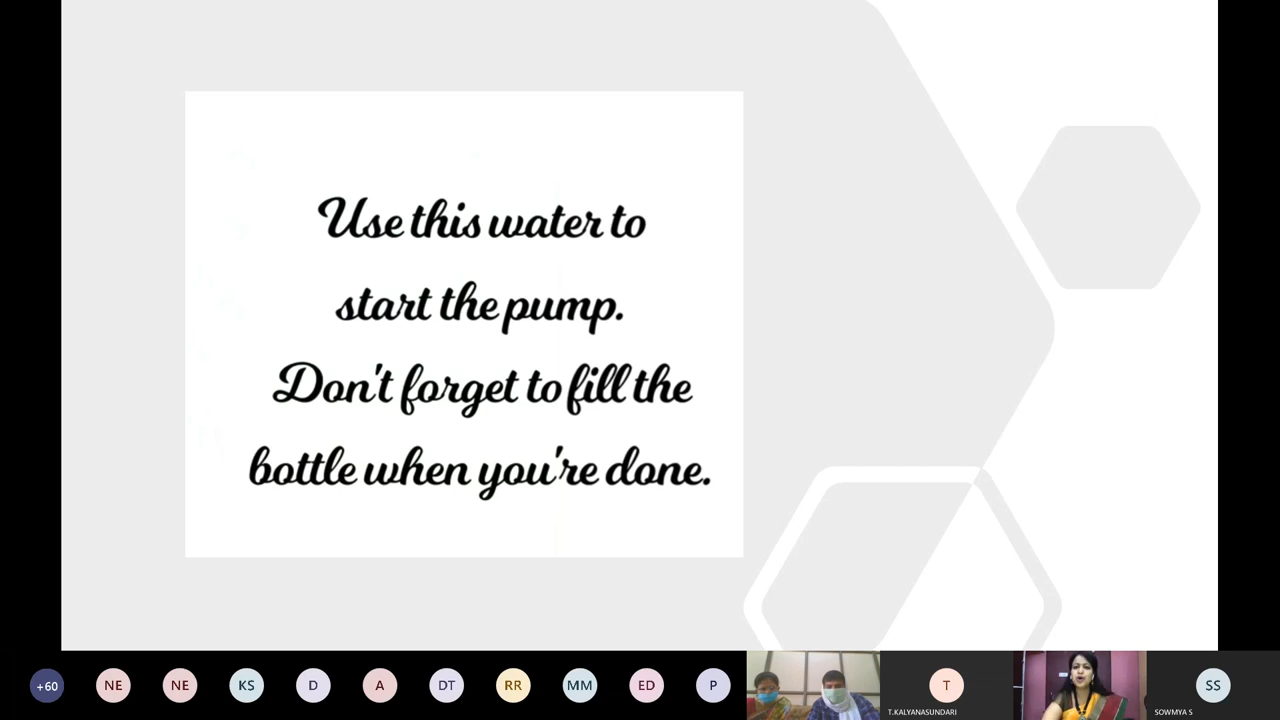 Use this water to
start the pump.
Don't forget to fill the
bottle when you're done.
+60
NE
NE
KS
D
A
DT
RR
MM
ED
P
T
T.KALYANASUNDARI
SS
SOWMYA S